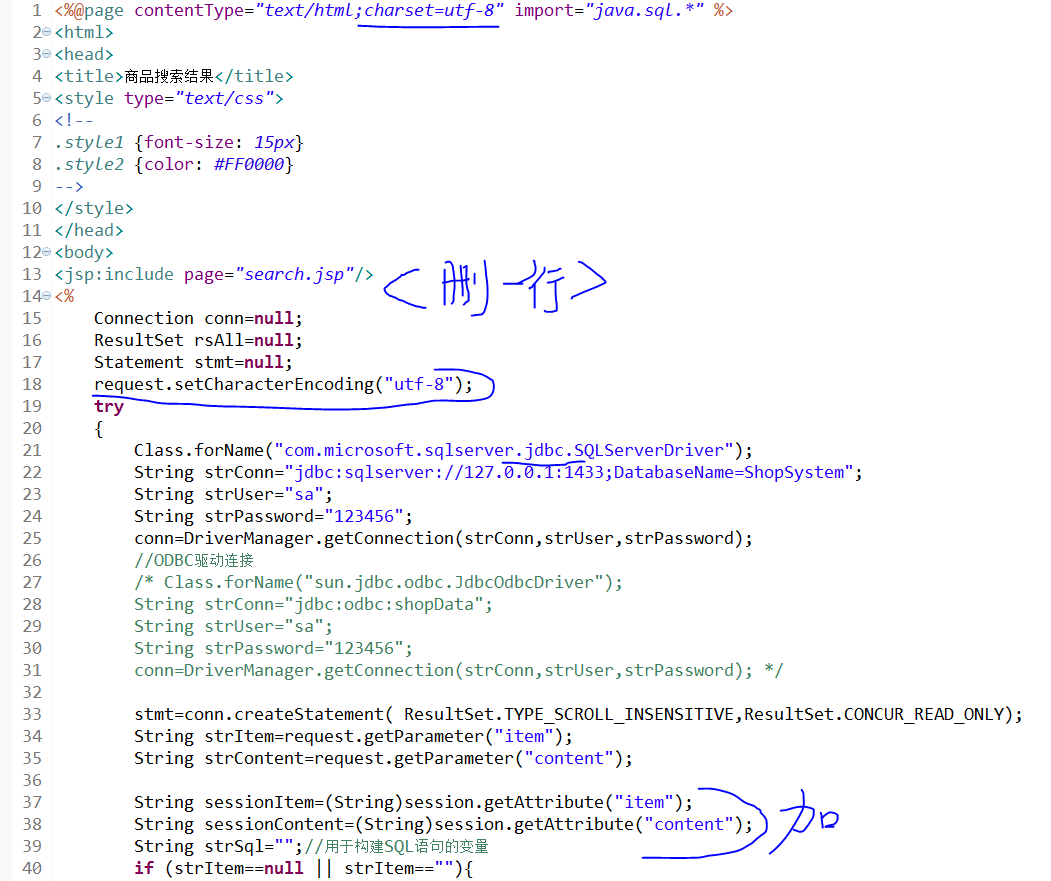 1 <%@page contentType="text/html;charset=utf-8" import="java.sql.*" %>
2 <html>
3 <head>
4 <title>商品搜索结果</title>
5 <style type="text/css">
6 <!--
7 .style1 {font-size: 15px}
8 .style2 {color: #FF0000}
9 -->
10 </style>
11 </head>
12 <body>
13 <jsp:include page="search.jsp"/>
<删一行>
14 <%
15 Connection conn=null;
16 ResultSet rsAll=null;
17 Statement stmt=null;
18 request.setCharacterEncoding("utf-8");
19 try
20 {
21 Class.forName("com.microsoft.sqlserver.jdbc.SQLServerDriver");
22 String strConn="jdbc:sqlserver://127.0.0.1:1433;DatabaseName=ShopSystem";
23 String strUser="sa";
24 String strPassword="123456";
25 conn=DriverManager.getConnection(strConn,strUser,strPassword);
26 //ODBC驱动连接
27 /* Class.forName("sun.jdbc.odbc.JdbcOdbcDriver");
28 String strConn="jdbc:odbc:shopData";
29 String strUser="sa";
30 String strPassword="123456";
31 conn=DriverManager.getConnection(strConn,strUser,strPassword); */
32
33 stmt=conn.createStatement( ResultSet.TYPE_SCROLL_INSENSITIVE,ResultSet.CONCUR_READ_ONLY);
34 String strItem=request.getParameter("item");
35 String strContent=request.getParameter("content");
36
37 String sessionItem=(String)session.getAttribute("item");
38 String sessionContent=(String)session.getAttribute("content");
加
39 String strSql="";//用于构建SQL语句的变量
40 if (strItem==null || strItem==""){